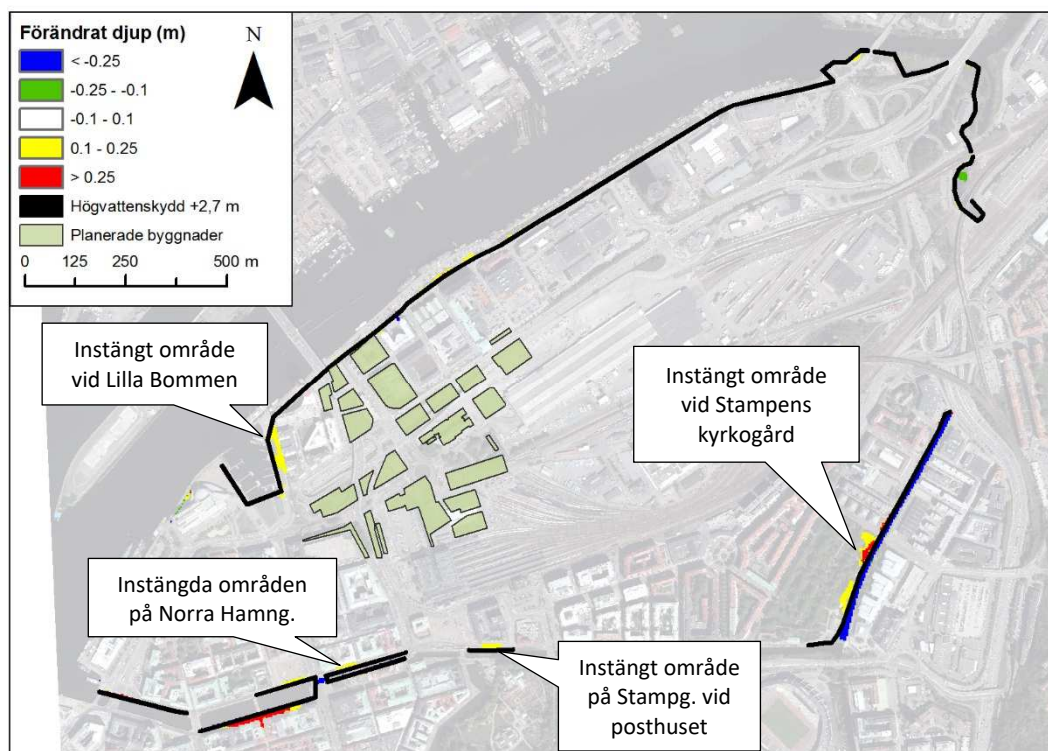 Förändrat djup (m)
N
< -0.25
-0.25 - -0.1
-0.1 - 0.1
0.1 - 0.25
> 0.25
Högvattenskydd +2,7 m
Planerade byggnader
0 125 250 500 m
Instängt område
vid Lilla Bommen
Instängt område
vid Stampens
kyrkogård
Instängda områden
på Norra Hamng.
Instängt område
på Stampg. vid
posthuset